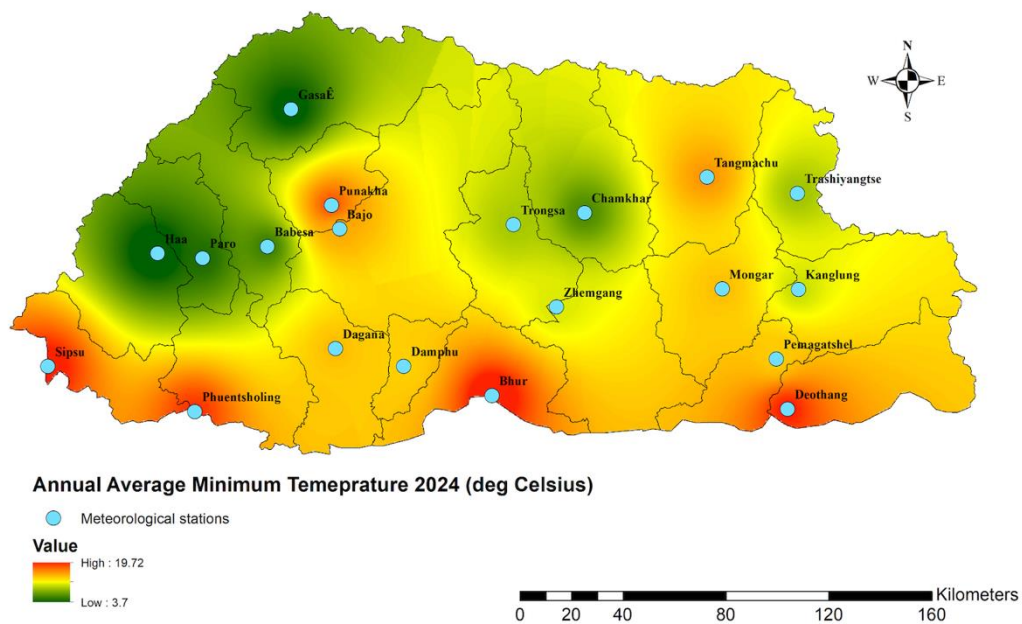 N
W E
S
GasaÊ
Tangmachu
Trashiyangtse
Punakha
Chamkhar
Bajo
Trongsa
Babesa
Haa
Paro
Mongar
Kanglung
Zhemgang
Dagana
Sipsu
Damphu
Pemagatshel
Bhur
Phuentsholing
Deothang
Annual Average Minimum Temeprature 2024 (deg Celsius)
Meteorological stations
Value
High : 19.72
Low : 3.7
Kilometers
0 20 40 80 120 160